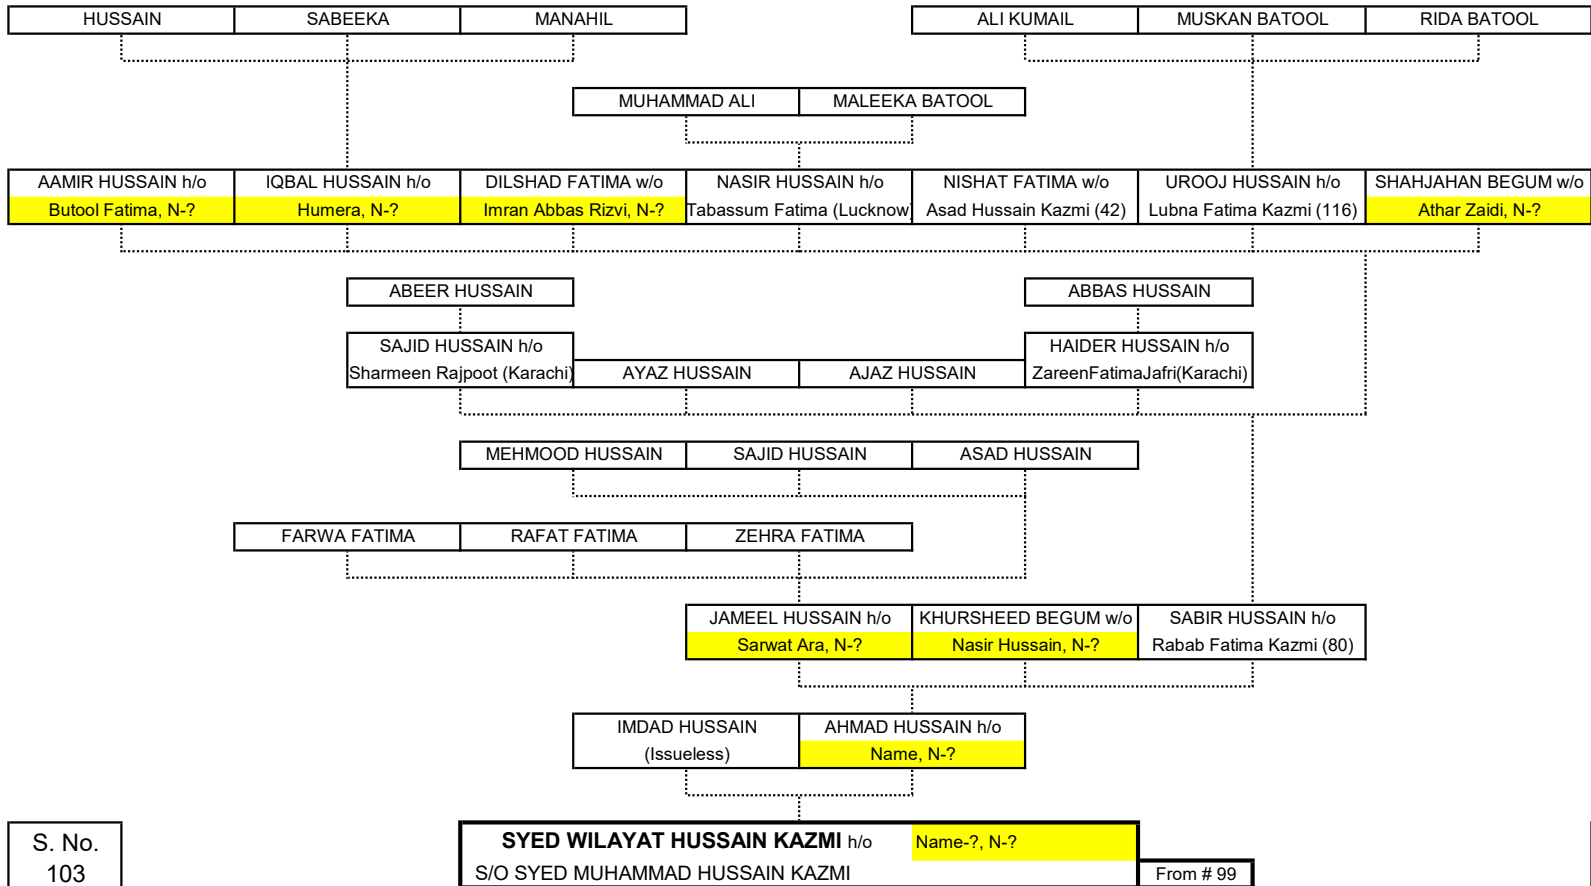 HUSSAIN SABEEKA MANAHIL ALI KUMAIL MUSKAN BATOOL RIDA BATOOL
MUHAMMAD ALI MALEEKA BATOOL
AAMIR HUSSAIN h/o IQBAL HUSSAIN h/o DILSHAD FATIMA w/o NASIR HUSSAIN h/o NISHAT FATIMA w/o UROOJ HUSSAIN h/o SHAHJAHAN BEGUM w/o
Butool Fatima, N-? Humera, N-? Imran Abbas Rizvi, N-? Tabassum Fatima (Lucknow) Asad Hussain Kazmi (42) Lubna Fatima Kazmi (116) Athar Zaidi, N-?
ABEER HUSSAIN ABBAS HUSSAIN
SAJID HUSSAIN h/o HAIDER HUSSAIN h/o
Sharmeen Rajpoot (Karachi) AYAZ HUSSAIN AJAZ HUSSAIN ZareenFatimaJafri(Karachi)
MEHMOOD HUSSAIN SAJID HUSSAIN ASAD HUSSAIN
FARWA FATIMA RAFAT FATIMA ZEHRA FATIMA
JAMEEL HUSSAIN h/o KHURSHEED BEGUM w/o SABIR HUSSAIN h/o
Sarwat Ara, N-? Nasir Hussain, N-? Rabab Fatima Kazmi (80)
IMDAD HUSSAIN AHMAD HUSSAIN h/o
(Issueless) Name, N-?
S. No. SYED WILAYAT HUSSAIN KAZMI h/o Name-?, N-?
103 S/O SYED MUHAMMAD HUSSAIN KAZMI From # 99